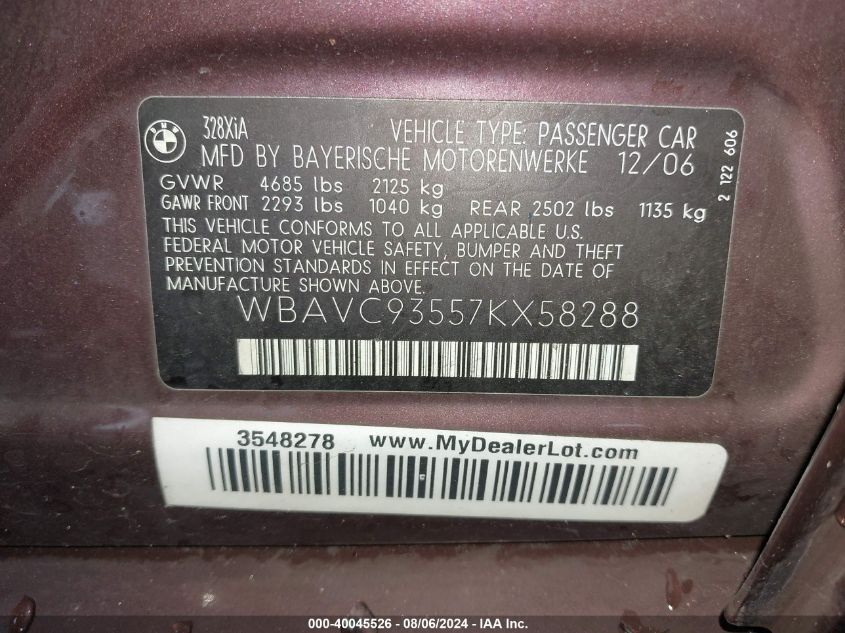 BMW
328XiA
VEHICLE TYPE: PASSENGER CAR
MFD BY BAYERISCHE MOTORENWERKE 12/06
GVWR 4685 lbs 2125 kg
GAWR FRONT 2293 lbs 1040 kg REAR 2502 lbs 1135 kg
THIS VEHICLE CONFORMS TO ALL APPLICABLE U.S.
FEDERAL MOTOR VEHICLE SAFETY, BUMPER AND THEFT
PREVENTION STANDARDS IN EFFECT ON THE DATE OF
MANUFACTURE SHOWN ABOVE.
WBAVC93557KX58288
2 122 606
3548278 www.MyDealerLot.com
000-40045526 - 08/06/2024 - IAA Inc.